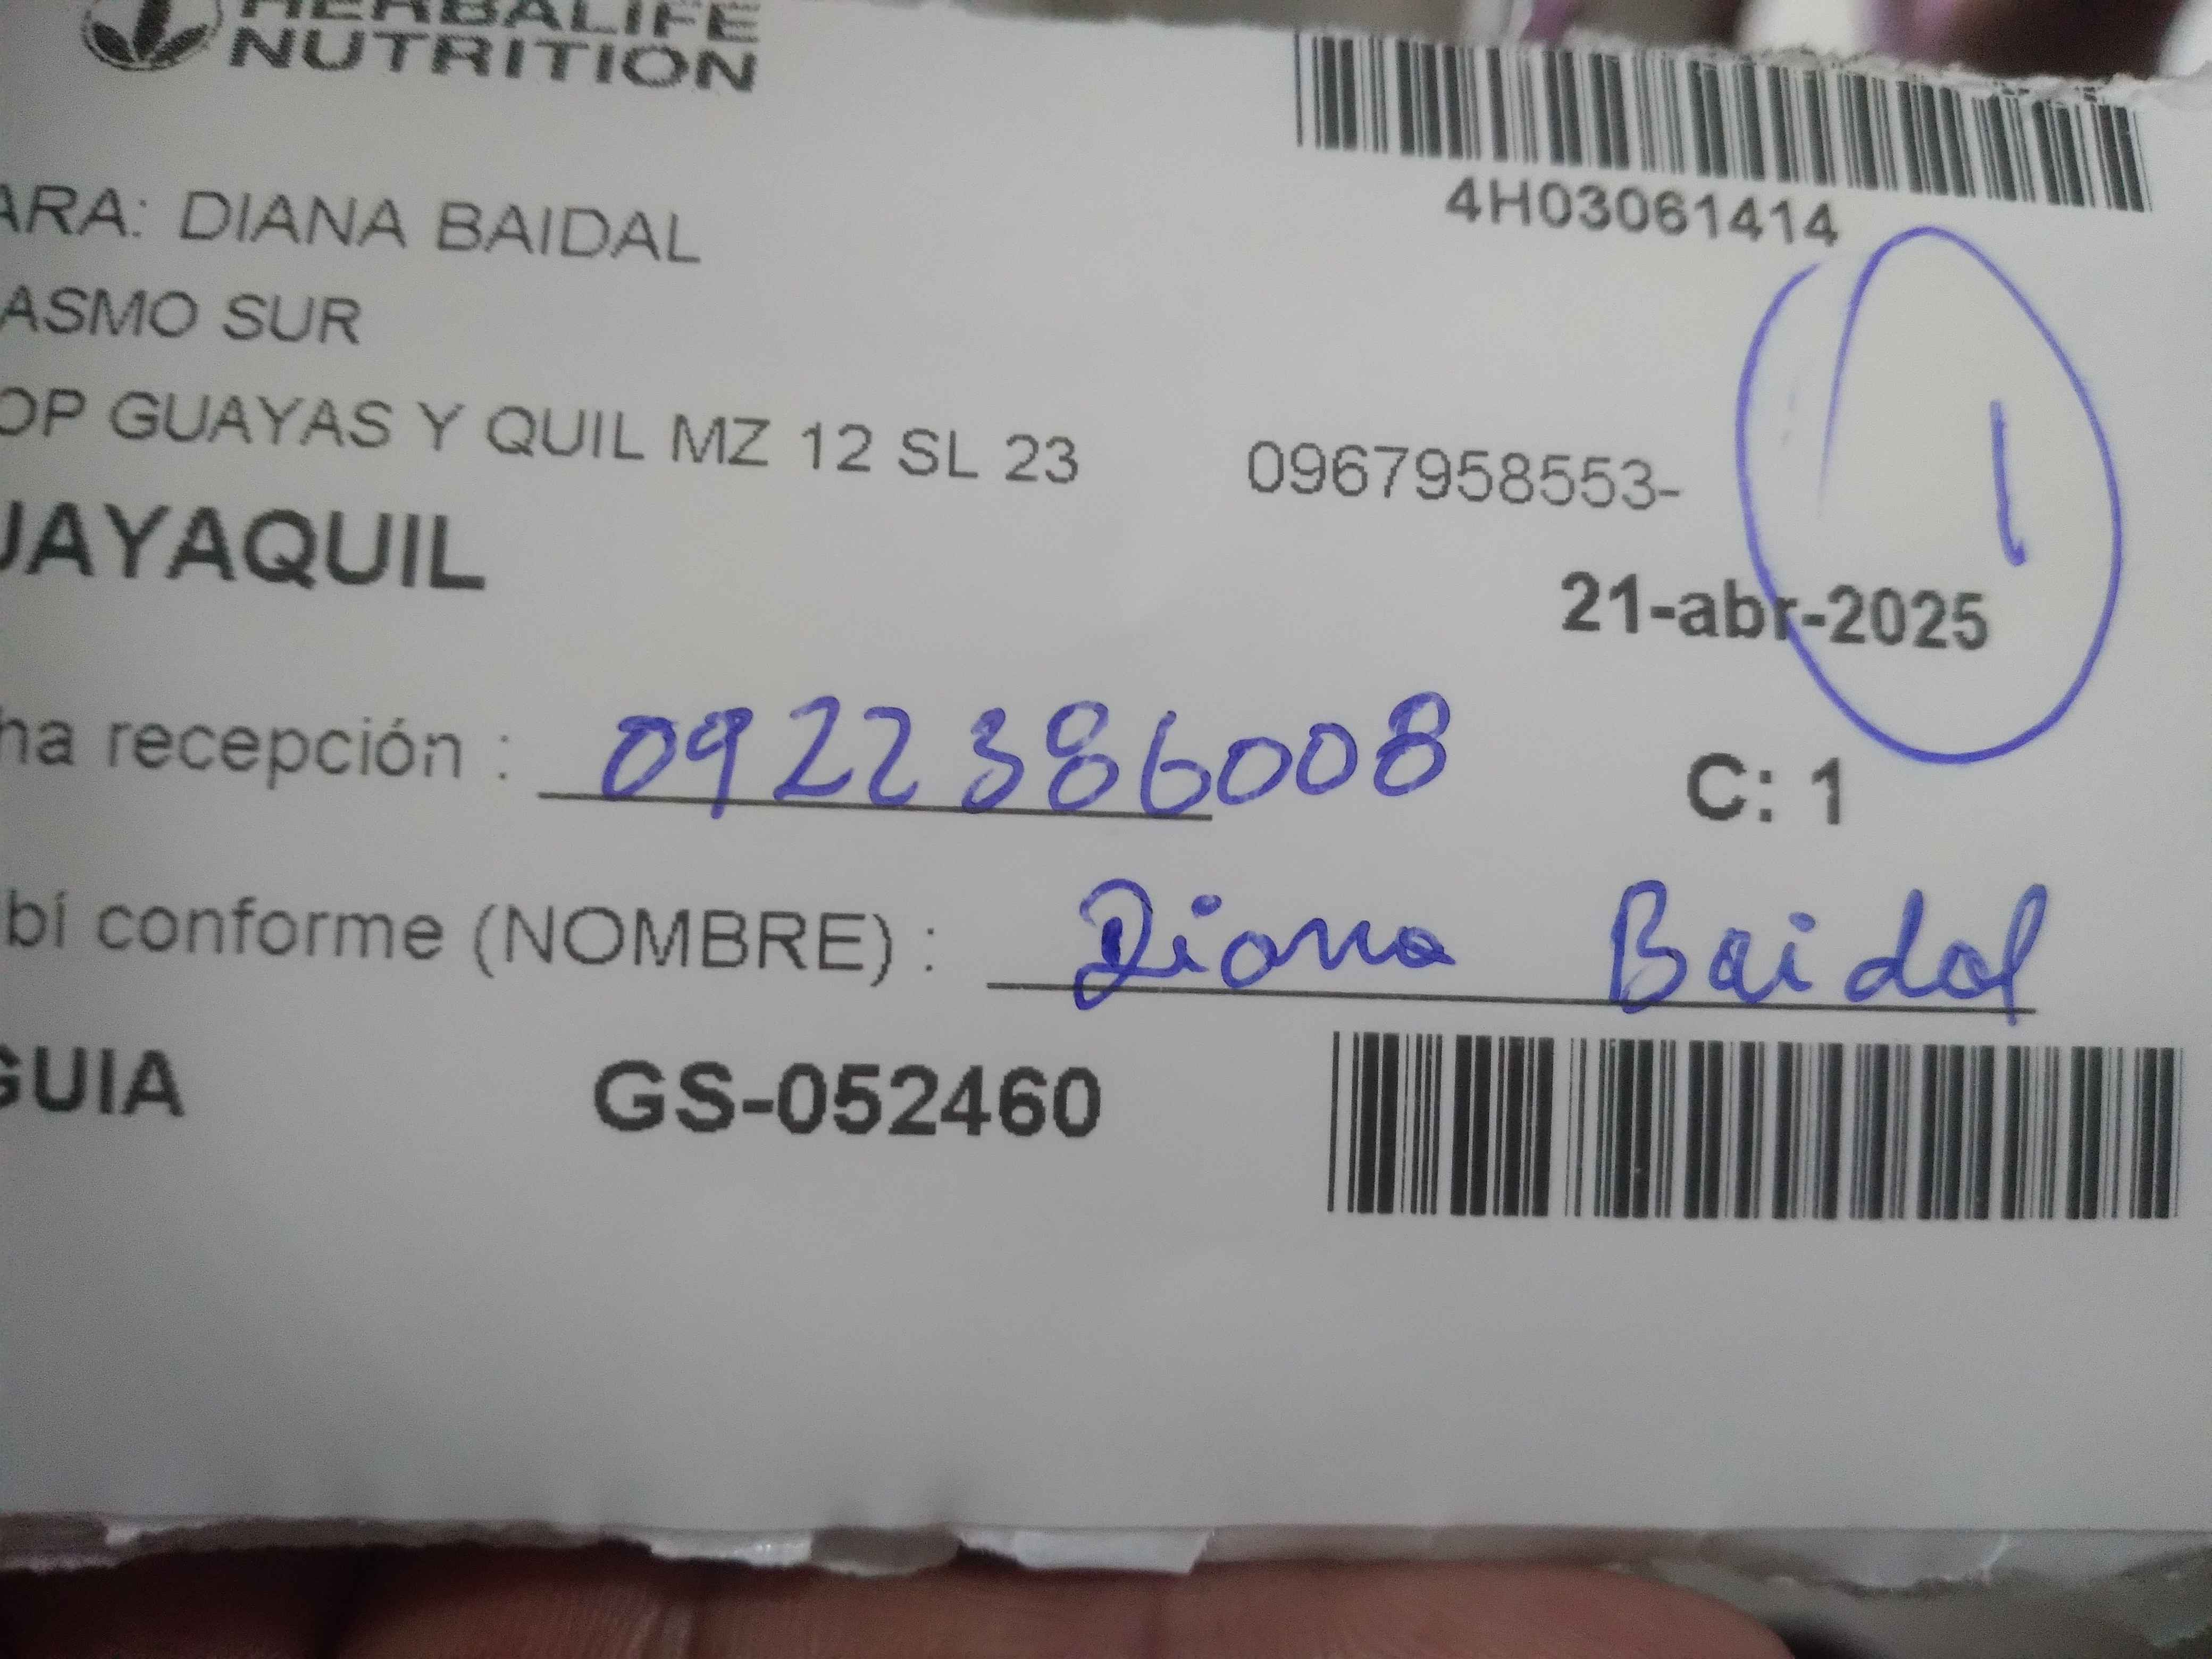 HERBALIFE
NUTRITION
4H03061414
ARA: DIANA BAIDAL
ASMO SUR
OP GUAYAS Y QUIL MZ 12 SL 23 0967958553-
UAYAQUIL
1
21-abr-2025
ha recepción : 0922386008 C: 1
bí conforme (NOMBRE) : Diana Baidal
GUIA GS-052460